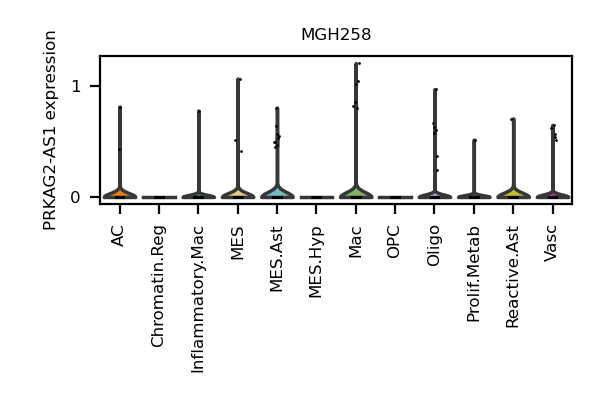 MGH258
PRKAG2-AS1 expression
1
0
AC
Chromatin.Reg
Inflammatory.Mac
MES
MES.Ast
MES.Hyp
Mac
OPC
Oligo
Prolif.Metab
Reactive.Ast
Vasc